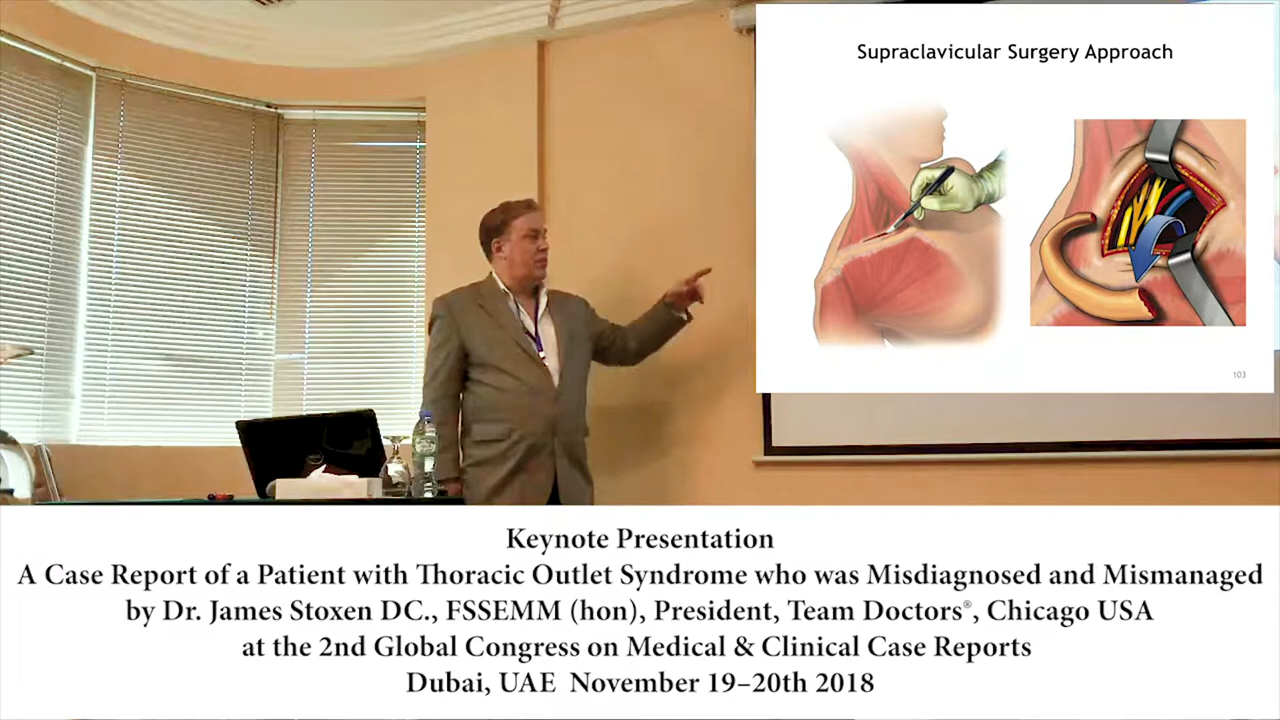 Supraclavicular Surgery Approach
103
Keynote Presentation
A Case Report of a Patient with Thoracic Outlet Syndrome who was Misdiagnosed and Mismanaged
by Dr. James Stoxen DC., FSSEMM (hon), President, Team Doctors®, Chicago USA
at the 2nd Global Congress on Medical & Clinical Case Reports
Dubai, UAE November 19–20th 2018